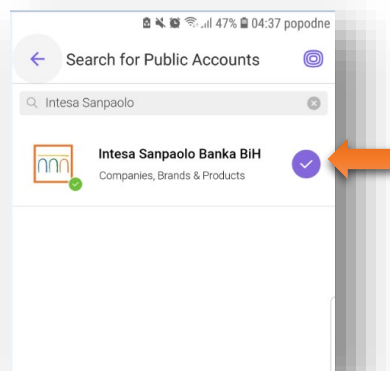 47% 04:37 popodne
Search for Public Accounts
Intesa Sanpaolo
Intesa Sanpaolo Banka BiH
Companies, Brands & Products